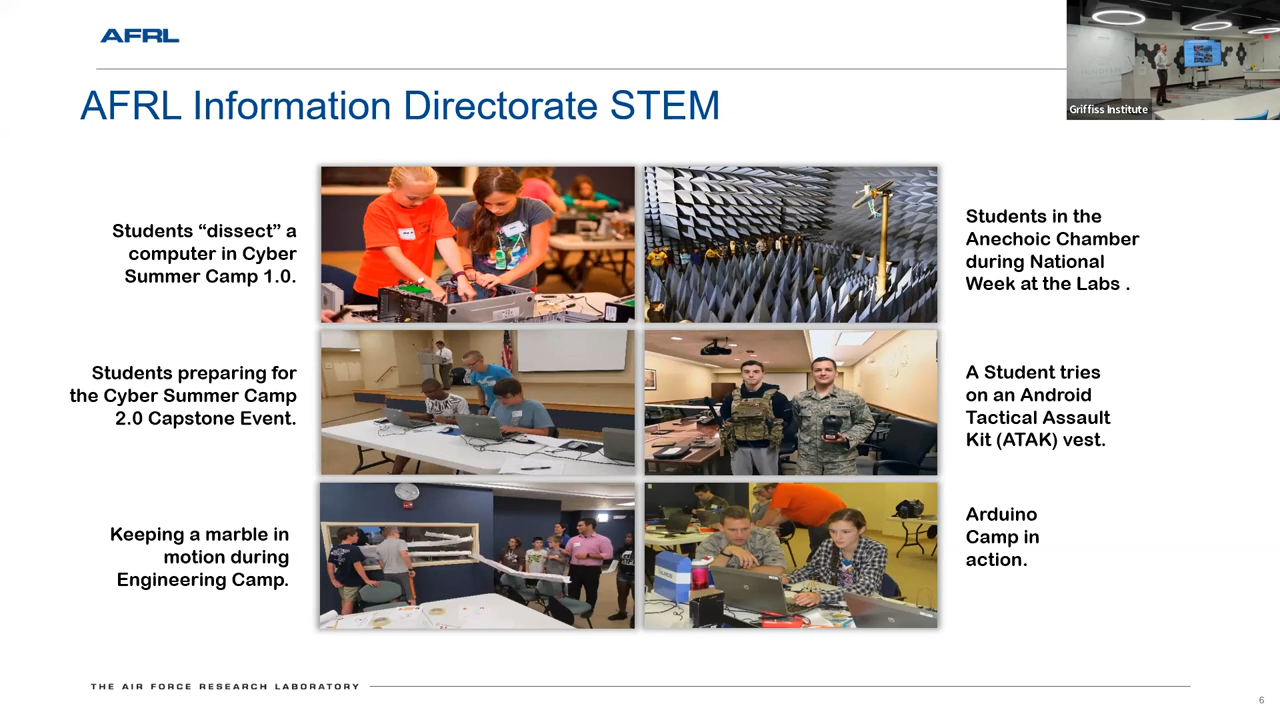 AFRL
Griffiss Institute
AFRL Information Directorate STEM
Students “dissect” a
computer in Cyber
Summer Camp 1.0.
Students in the
Anechoic Chamber
during National
Week at the Labs .
Students preparing for
the Cyber Summer Camp
2.0 Capstone Event.
A Student tries
on an Android
Tactical Assault
Kit (ATAK) vest.
Keeping a marble in
motion during
Engineering Camp.
Arduino
Camp in
action.
THE AIR FORCE RESEARCH LABORATORY
6